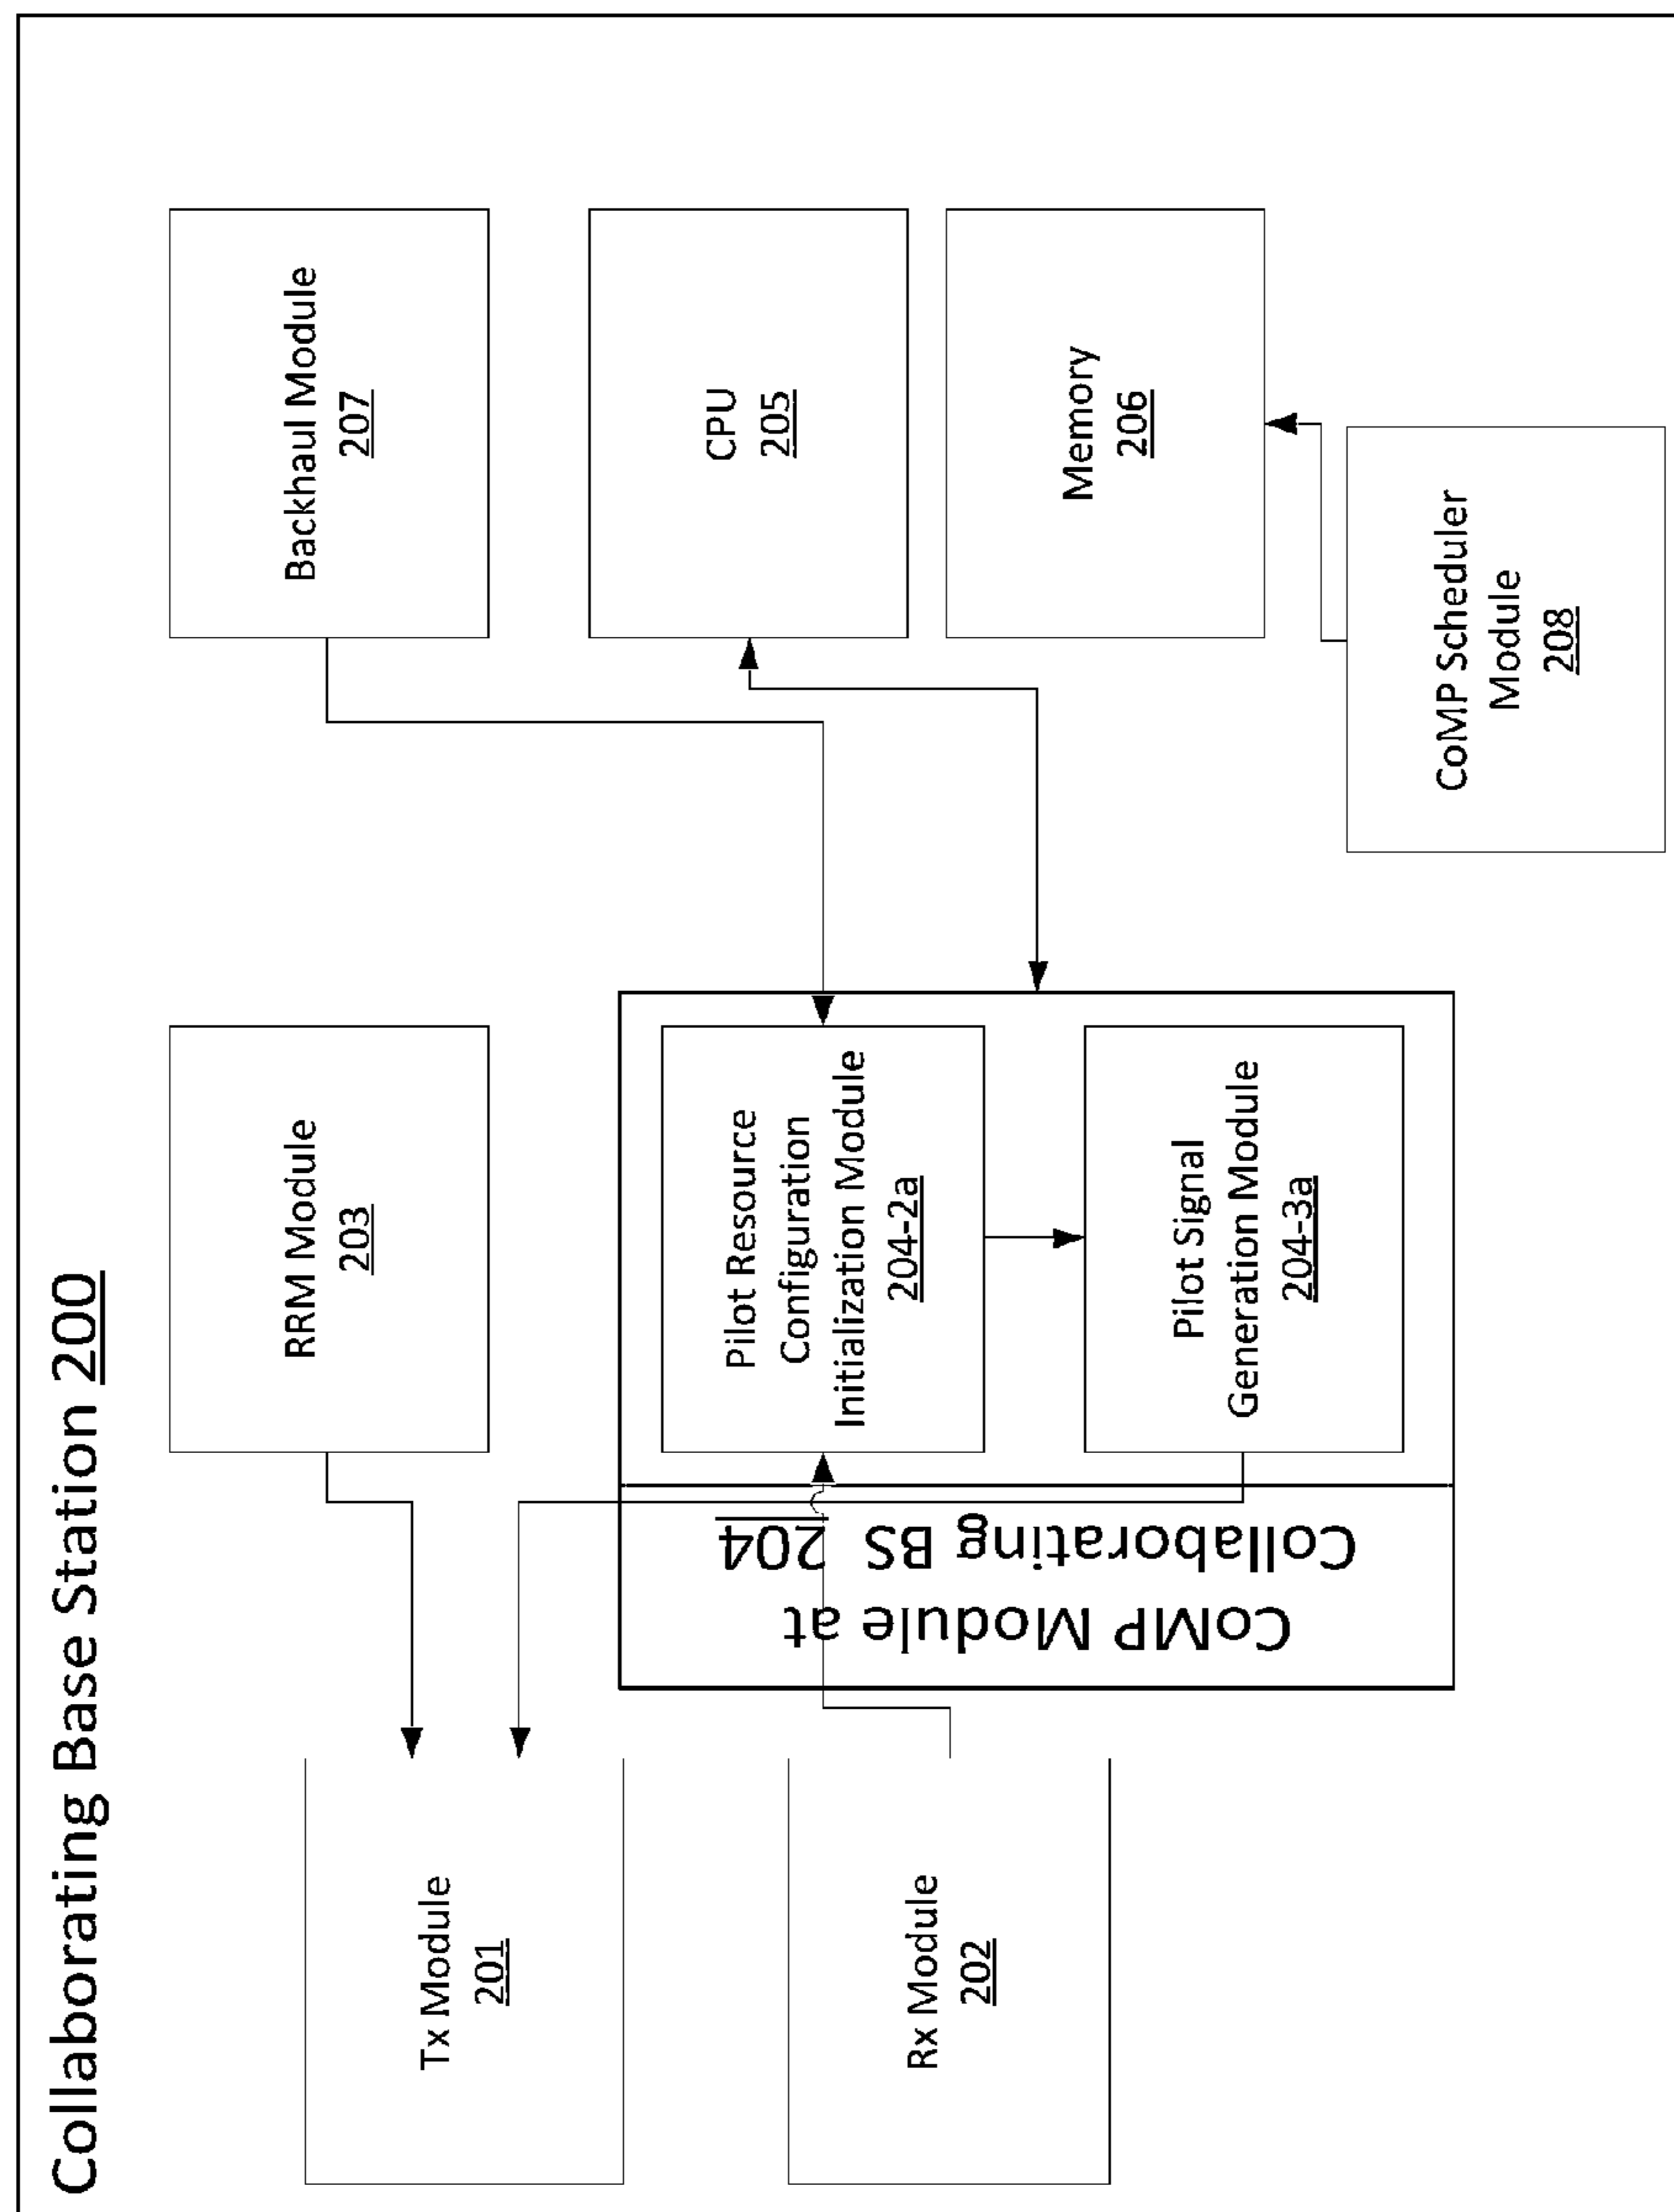 Collaborating Base Station 200
Tx Module
201
Rx Module
202
RRM Module
203
CoMP Module at
Collaborating BS 204
Pilot Resource
Configuration
Initialization Module
204-2a
Pilot Signal
Generation Module
204-3a
Backhaul Module
207
CPU
205
Memory
206
CoMP Scheduler
Module
208